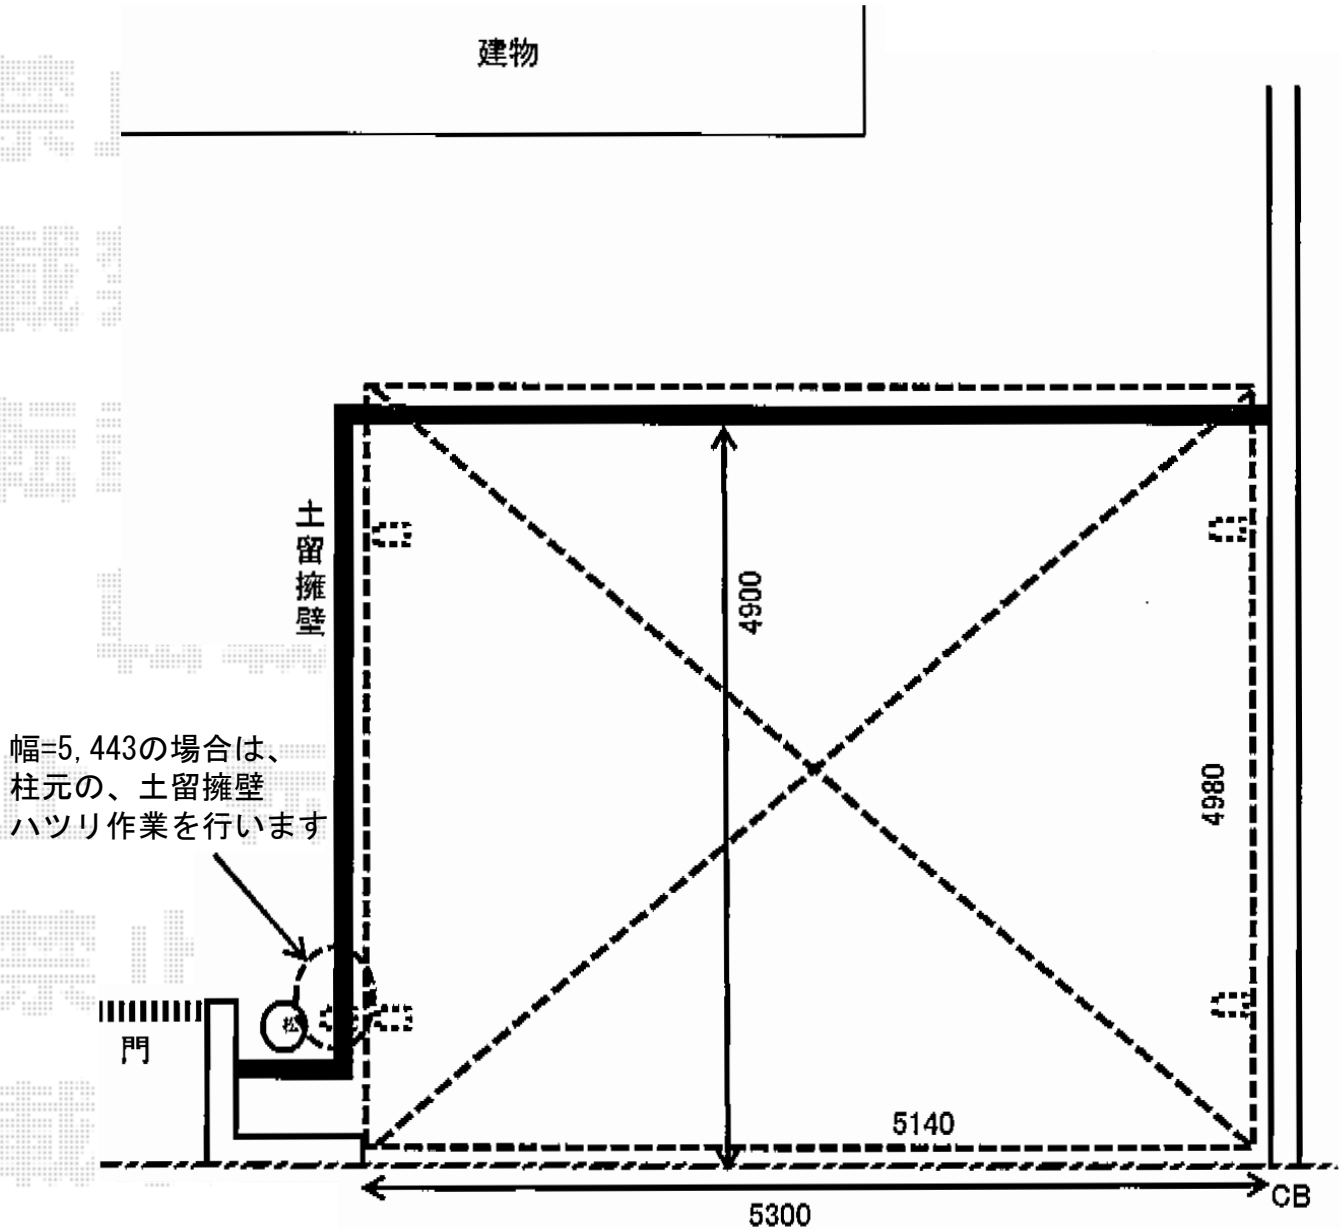 建物
土留擁壁
4900
幅=5,443の場合は、
柱元の、土留擁壁
ハツリ作業を行います
4980
松
門
5140
5300
CB